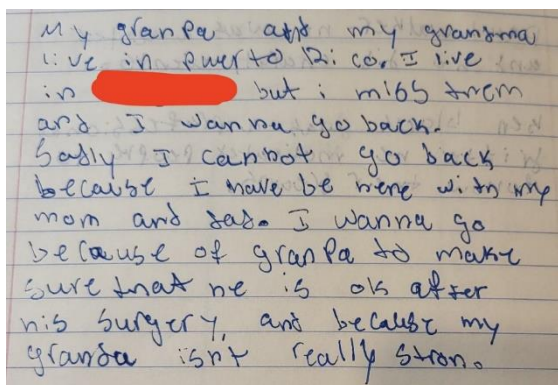 My granpa and my grandma
live in puerto Rico. I live
in but i miss them
and I wanna go back.
Sadly I cannot go back
because I have be here with my
mom and dad. I wanna go
because of granpa to make
sure that he is ok after
his surgery, and because my
granda isnt really stron.